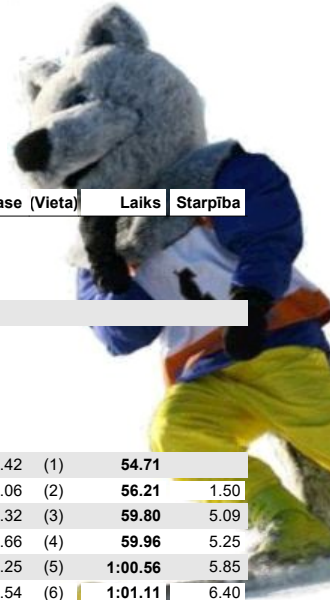 ase (Vieta) Laiks Starpība
.42 (1) 54.71
.06 (2) 56.21 1.50
.32 (3) 59.80 5.09
.66 (4) 59.96 5.25
.25 (5) 1:00.56 5.85
.54 (6) 1:01.11 6.40